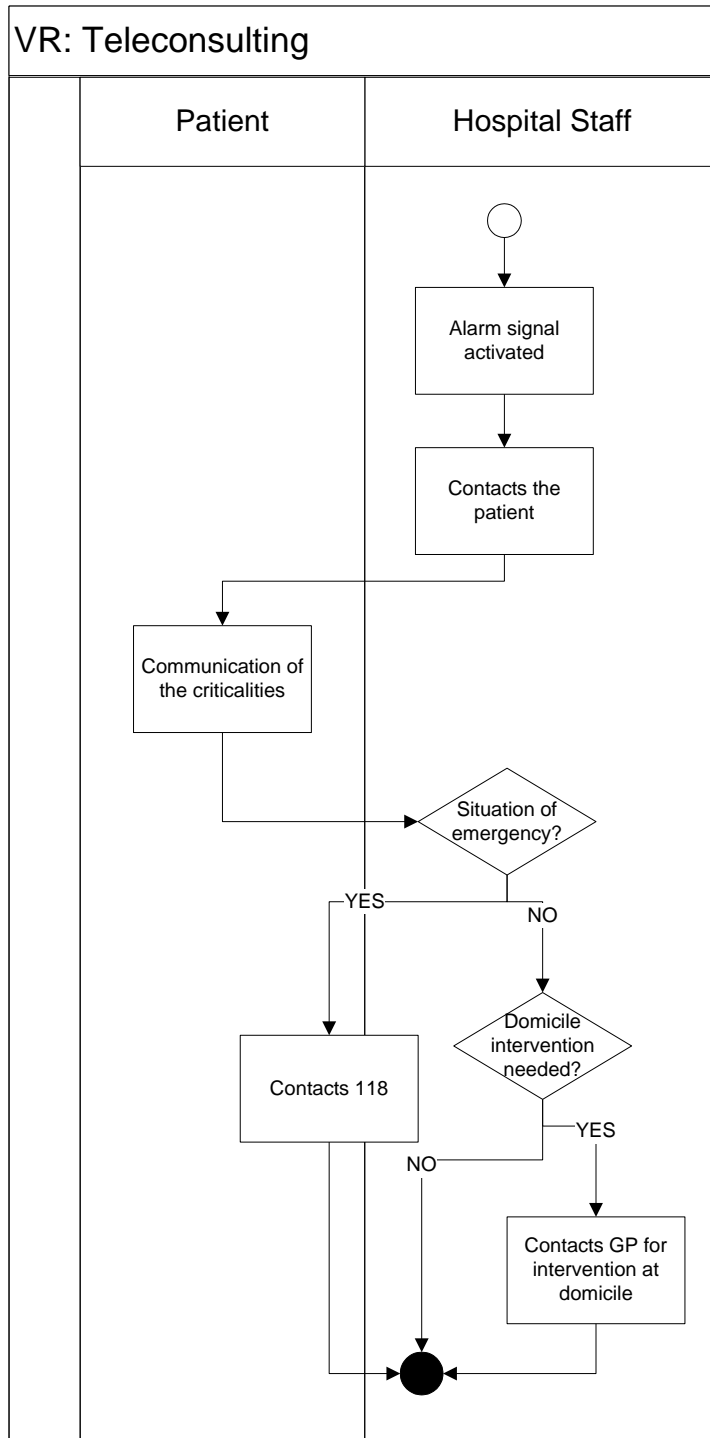 VR: Teleconsulting
Patient
Hospital Staff
Alarm signal
activated
Contacts the
patient
Communication of
the criticalities
Situation of
emergency?
YES
NO
Domicile
intervention
needed?
Contacts 118
YES
NO
Contacts GP for
intervention at
domicile